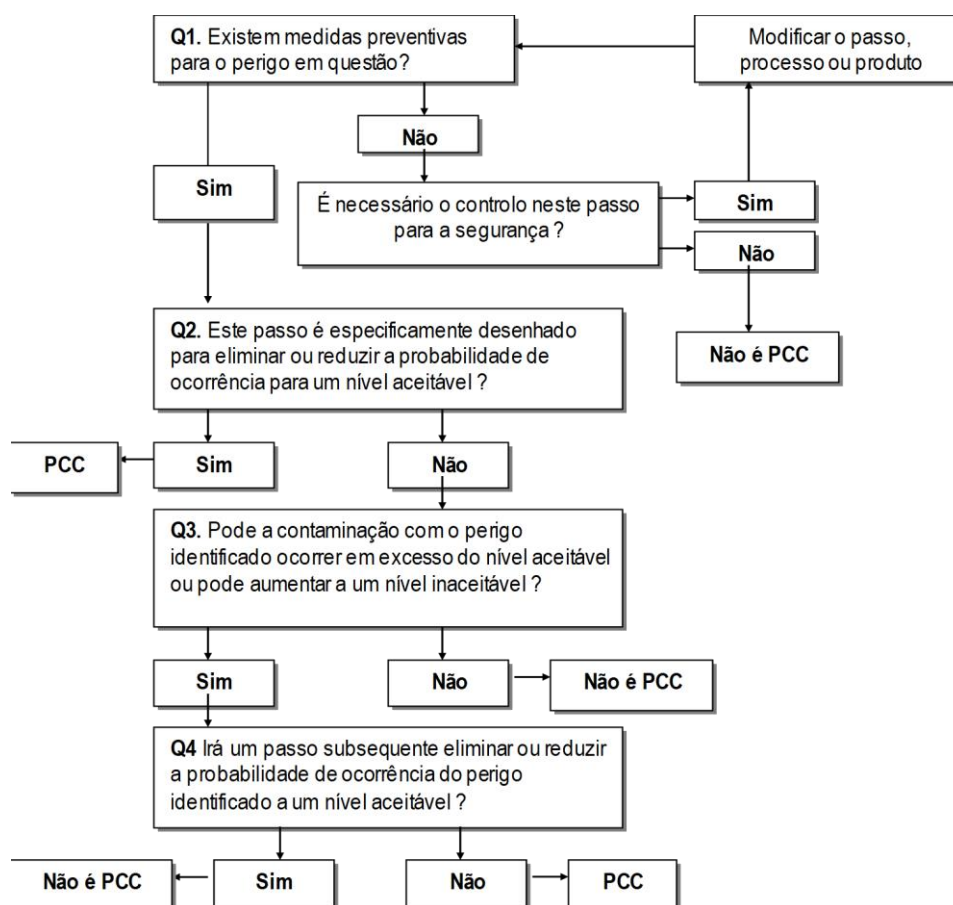 Q1. Existem medidas preventivas
para o perigo em questão?
Modificar o passo,
processo ou produto
Não
Sim
É necessário o controlo neste passo
para a segurança ?
Sim
Não
Não é PCC
Q2. Este passo é especificamente desenhado
para eliminar ou reduzir a probabilidade de
ocorrência para um nível aceitável ?
PCC
Sim
Não
Q3. Pode a contaminação com o perigo
identificado ocorrer em excesso do nível aceitável
ou pode aumentar a um nível inaceitável ?
Sim
Não
Não é PCC
Q4 Irá um passo subsequente eliminar ou reduzir
a probabilidade de ocorrência do perigo
identificado a um nível aceitável ?
Não é PCC
Sim
Não
PCC